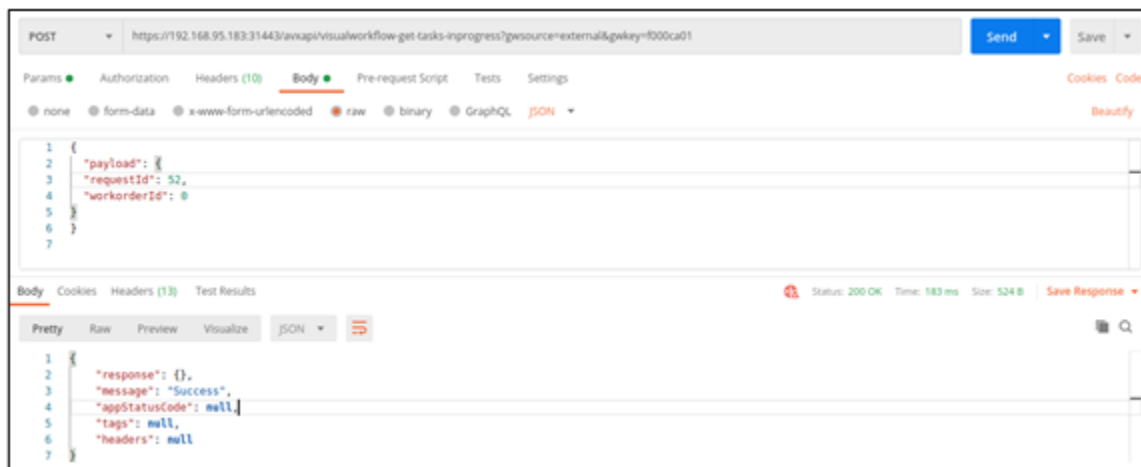 POST https://192.168.95.183:31443/avxapi/visualworkflow-get-tasks-inprogress?gwsource=external&gwkey=f000ca01 Send Save
Params Authorization Headers (10) Body Pre-request Script Tests Settings Cookies Code
none form-data x-www-form-urlencoded raw binary GraphQL JSON Beautify
1 {
2 "payload": {
3 "requestId": 52,
4 "workorderId": 0
5 }
6 }
7
Body Cookies Headers (13) Test Results Status: 200 OK Time: 183 ms Size: 524 B Save Response
Pretty Raw Preview Visualize JSON
1 {
2 "response": {},
3 "message": "Success",
4 "appStatusCode": null,
5 "tags": null,
6 "headers": null
7 }